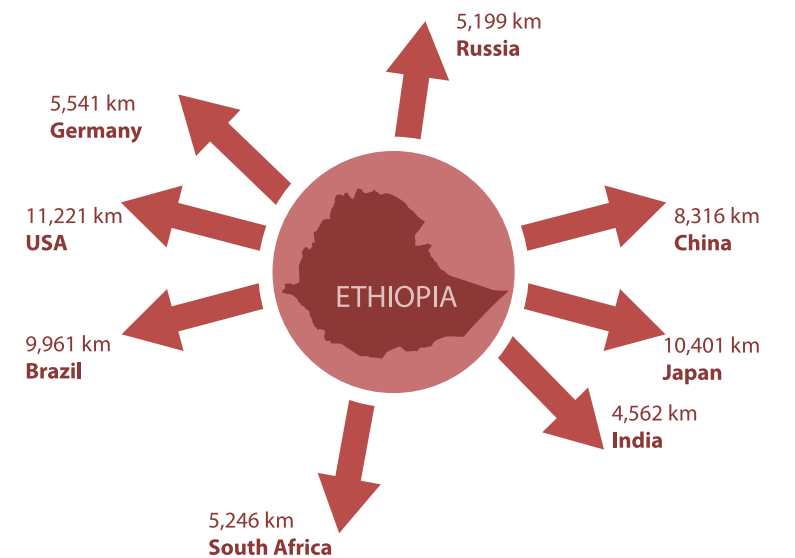 5,199 km
Russia
5,541 km
Germany
11,221 km
USA
8,316 km
China
ETHIOPIA
9,961 km
Brazil
10,401 km
Japan
4,562 km
India
5,246 km
South Africa